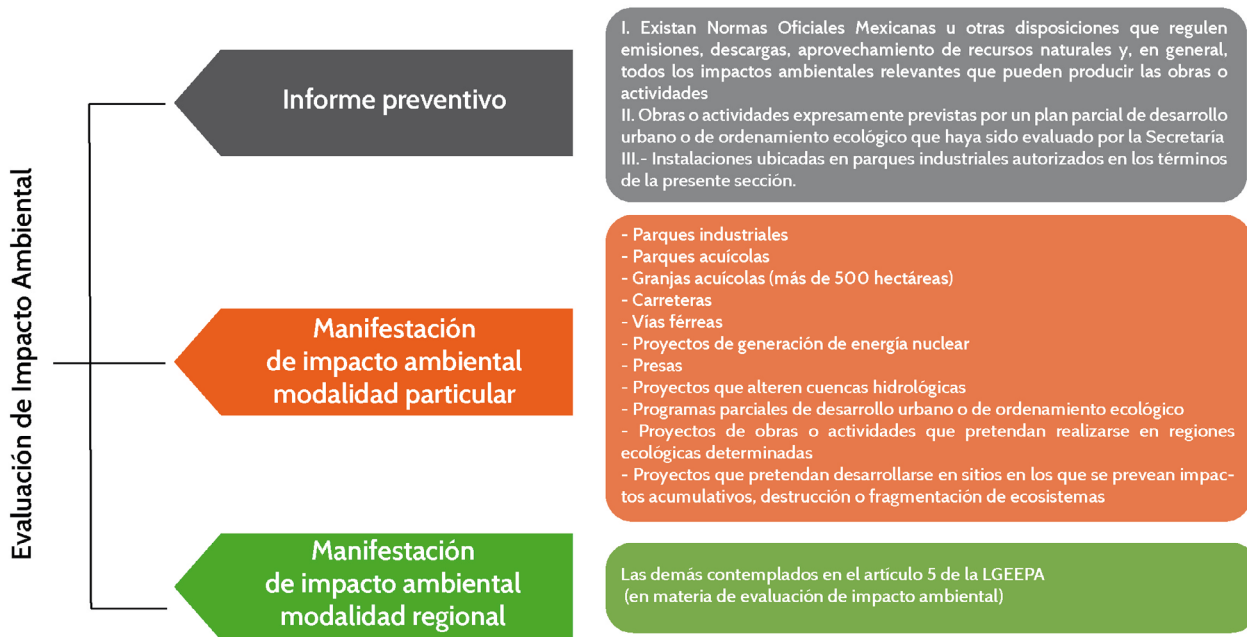 Evaluación de Impacto Ambiental
Informe preventivo
I. Existan Normas Oficiales Mexicanas u otras disposiciones que regulen
emisiones, descargas, aprovechamiento de recursos naturales y, en general,
todos los impactos ambientales relevantes que pueden producir las obras o
actividades
II. Obras o actividades expresamente previstas por un plan parcial de desarrollo
urbano o de ordenamiento ecológico que haya sido evaluado por la Secretaría
III.- Instalaciones ubicadas en parques industriales autorizados en los términos
de la presente sección.
Manifestación
de impacto ambiental
modalidad particular
- Parques industriales
- Parques acuícolas
- Granjas acuícolas (más de 500 hectáreas)
- Carreteras
- Vías férreas
- Proyectos de generación de energía nuclear
- Presas
- Proyectos que alteren cuencas hidrológicas
- Programas parciales de desarrollo urbano o de ordenamiento ecológico
- Proyectos de obras o actividades que pretendan realizarse en regiones
ecológicas determinadas
- Proyectos que pretendan desarrollarse en sitios en los que se prevean impac-
tos acumulativos, destrucción o fragmentación de ecosistemas
Manifestación
de impacto ambiental
modalidad regional
Las demás contemplados en el artículo 5 de la LGEEPA
(en materia de evaluación de impacto ambiental)